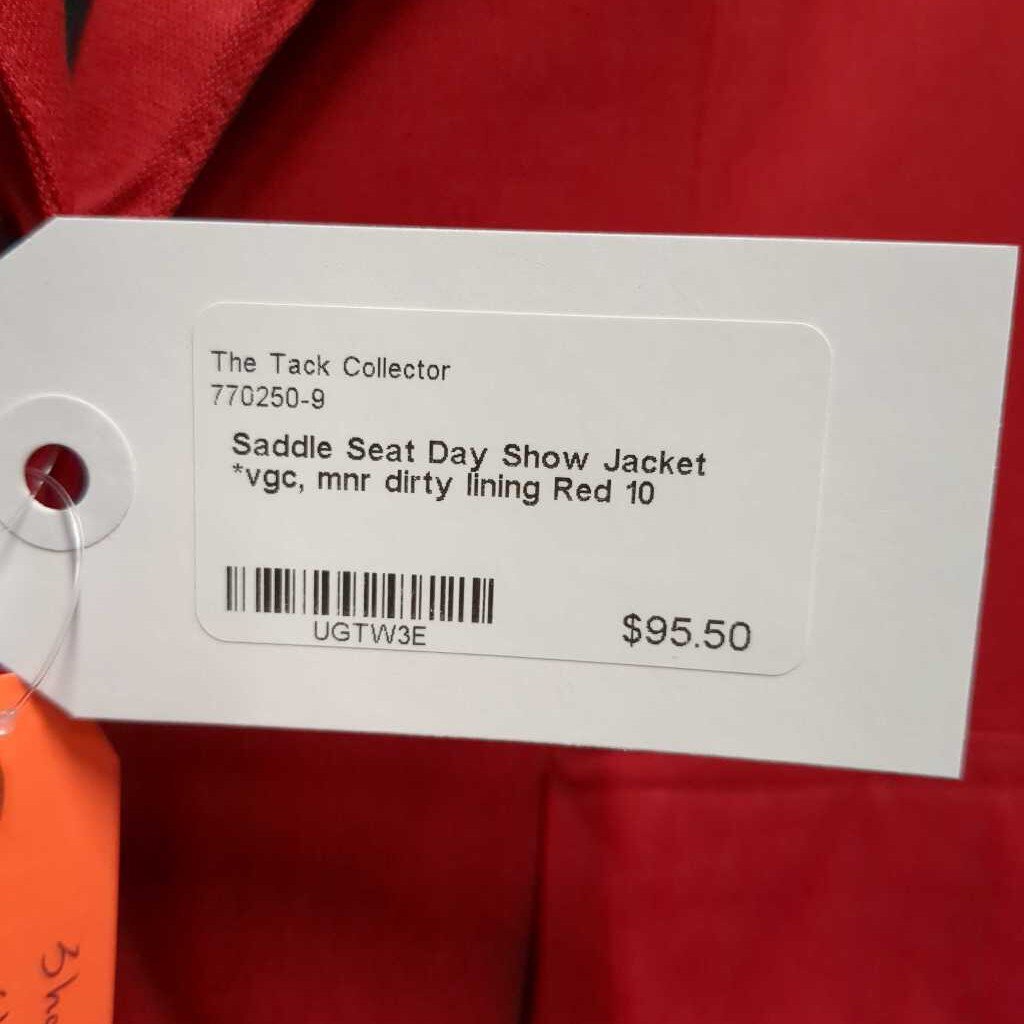 The Tack Collector
770250-9
Saddle Seat Day Show Jacket
*vgc, mnr dirty lining Red 10
UGTW3E
$95.50